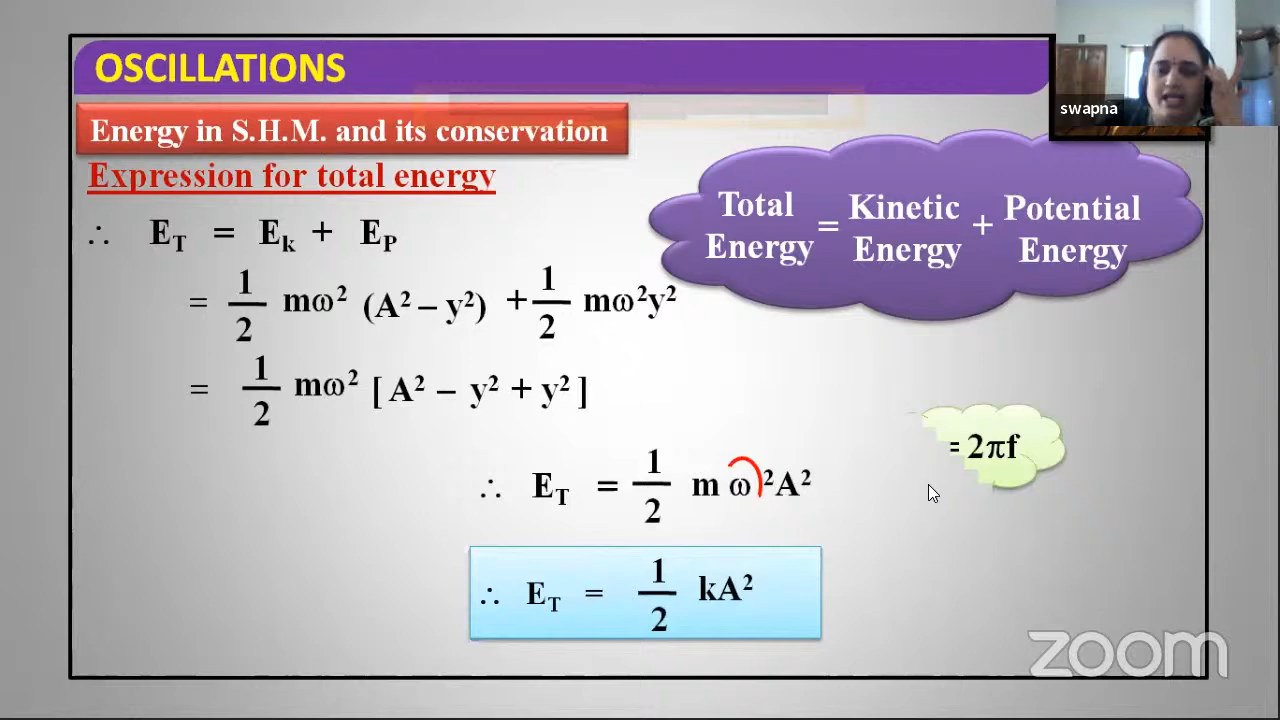 OSCILLATIONS
swapna
Energy in S.H.M. and its conservation
Expression for total energy
Total Energy = Kinetic Energy + Potential Energy
∴ E_T = E_k + E_P
= 1/2 mω² (A² – y²) + 1/2 mω²y²
= 1/2 mω² [ A² – y² + y² ]
= 2πf
∴ E_T = 1/2 m ω ²A²
∴ E_T = 1/2 kA²
zoom